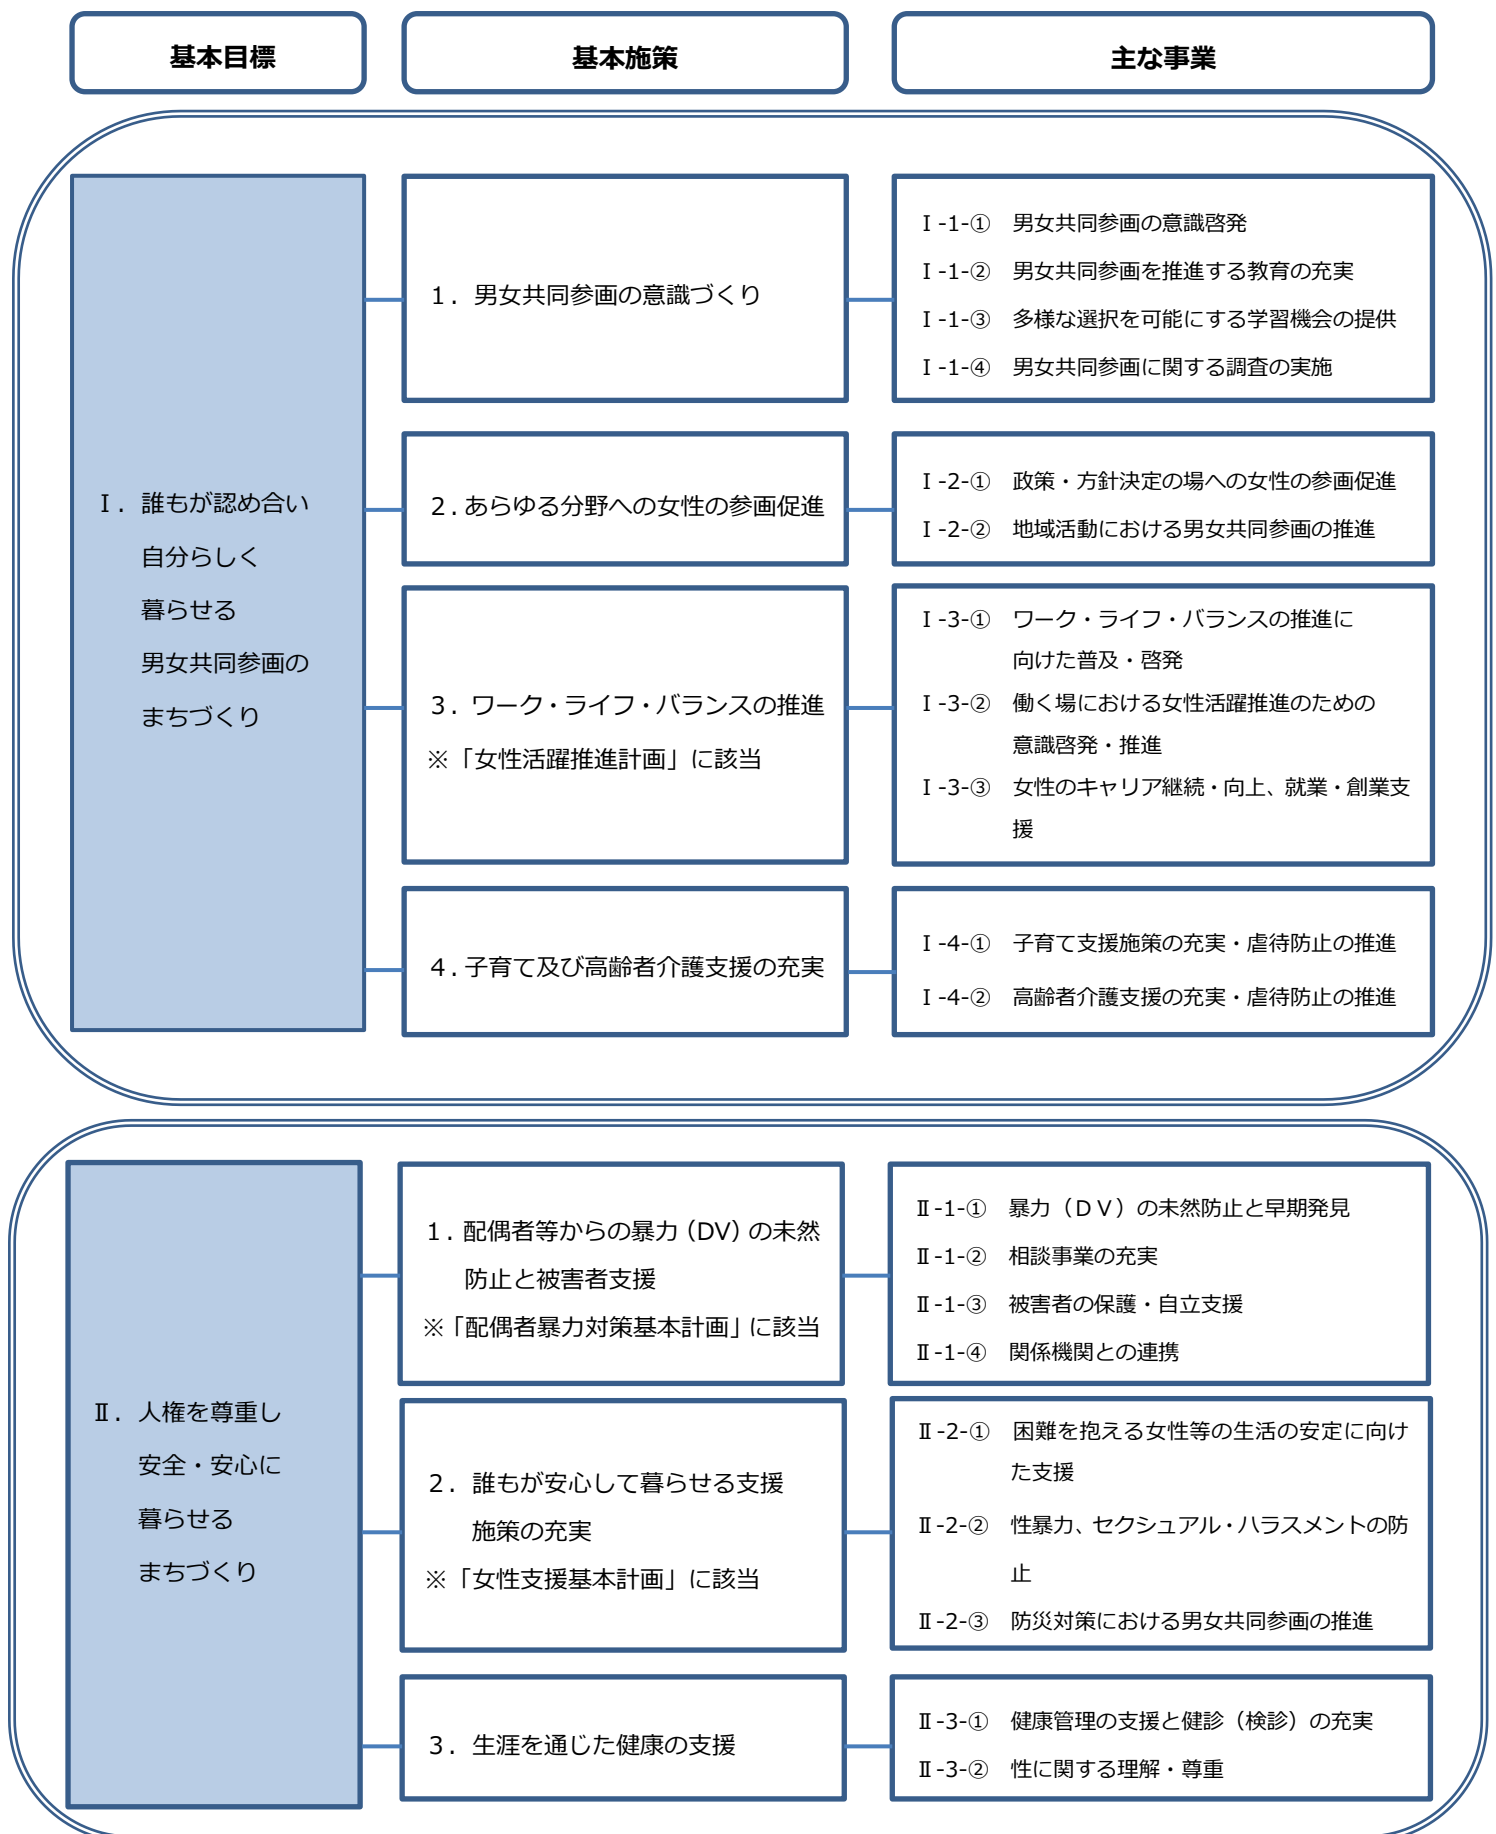 基本目標
基本施策
主な事業
Ⅰ．誰もが認め合い
自分らしく
暮らせる
男女共同参画の
まちづくり
１．男女共同参画の意識づくり
Ⅰ-1-①　男女共同参画の意識啓発
Ⅰ-1-②　男女共同参画を推進する教育の充実
Ⅰ-1-③　多様な選択を可能にする学習機会の提供
Ⅰ-1-④　男女共同参画に関する調査の実施
２．あらゆる分野への女性の参画促進
Ⅰ-2-①　政策・方針決定の場への女性の参画促進
Ⅰ-2-②　地域活動における男女共同参画の推進
３．ワーク・ライフ・バランスの推進
※「女性活躍推進計画」に該当
Ⅰ-3-①　ワーク・ライフ・バランスの推進に
向けた普及・啓発
Ⅰ-3-②　働く場における女性活躍推進のための
意識啓発・推進
Ⅰ-3-③　女性のキャリア継続・向上、就業・創業支
援
４．子育て及び高齢者介護支援の充実
Ⅰ-4-①　子育て支援施策の充実・虐待防止の推進
Ⅰ-4-②　高齢者介護支援の充実・虐待防止の推進
Ⅱ．人権を尊重し
安全・安心に
暮らせる
まちづくり
１．配偶者等からの暴力（DV）の未然
防止と被害者支援
※「配偶者暴力対策基本計画」に該当
Ⅱ-1-①　暴力（ＤＶ）の未然防止と早期発見
Ⅱ-1-②　相談事業の充実
Ⅱ-1-③　被害者の保護・自立支援
Ⅱ-1-④　関係機関との連携
２．誰もが安心して暮らせる支援
施策の充実
※「女性支援基本計画」に該当
Ⅱ-2-①　困難を抱える女性等の生活の安定に向け
た支援
Ⅱ-2-②　性暴力、セクシュアル・ハラスメントの防
止
Ⅱ-2-③　防災対策における男女共同参画の推進
３．生涯を通じた健康の支援
Ⅱ-3-①　健康管理の支援と健診（検診）の充実
Ⅱ-3-②　性に関する理解・尊重